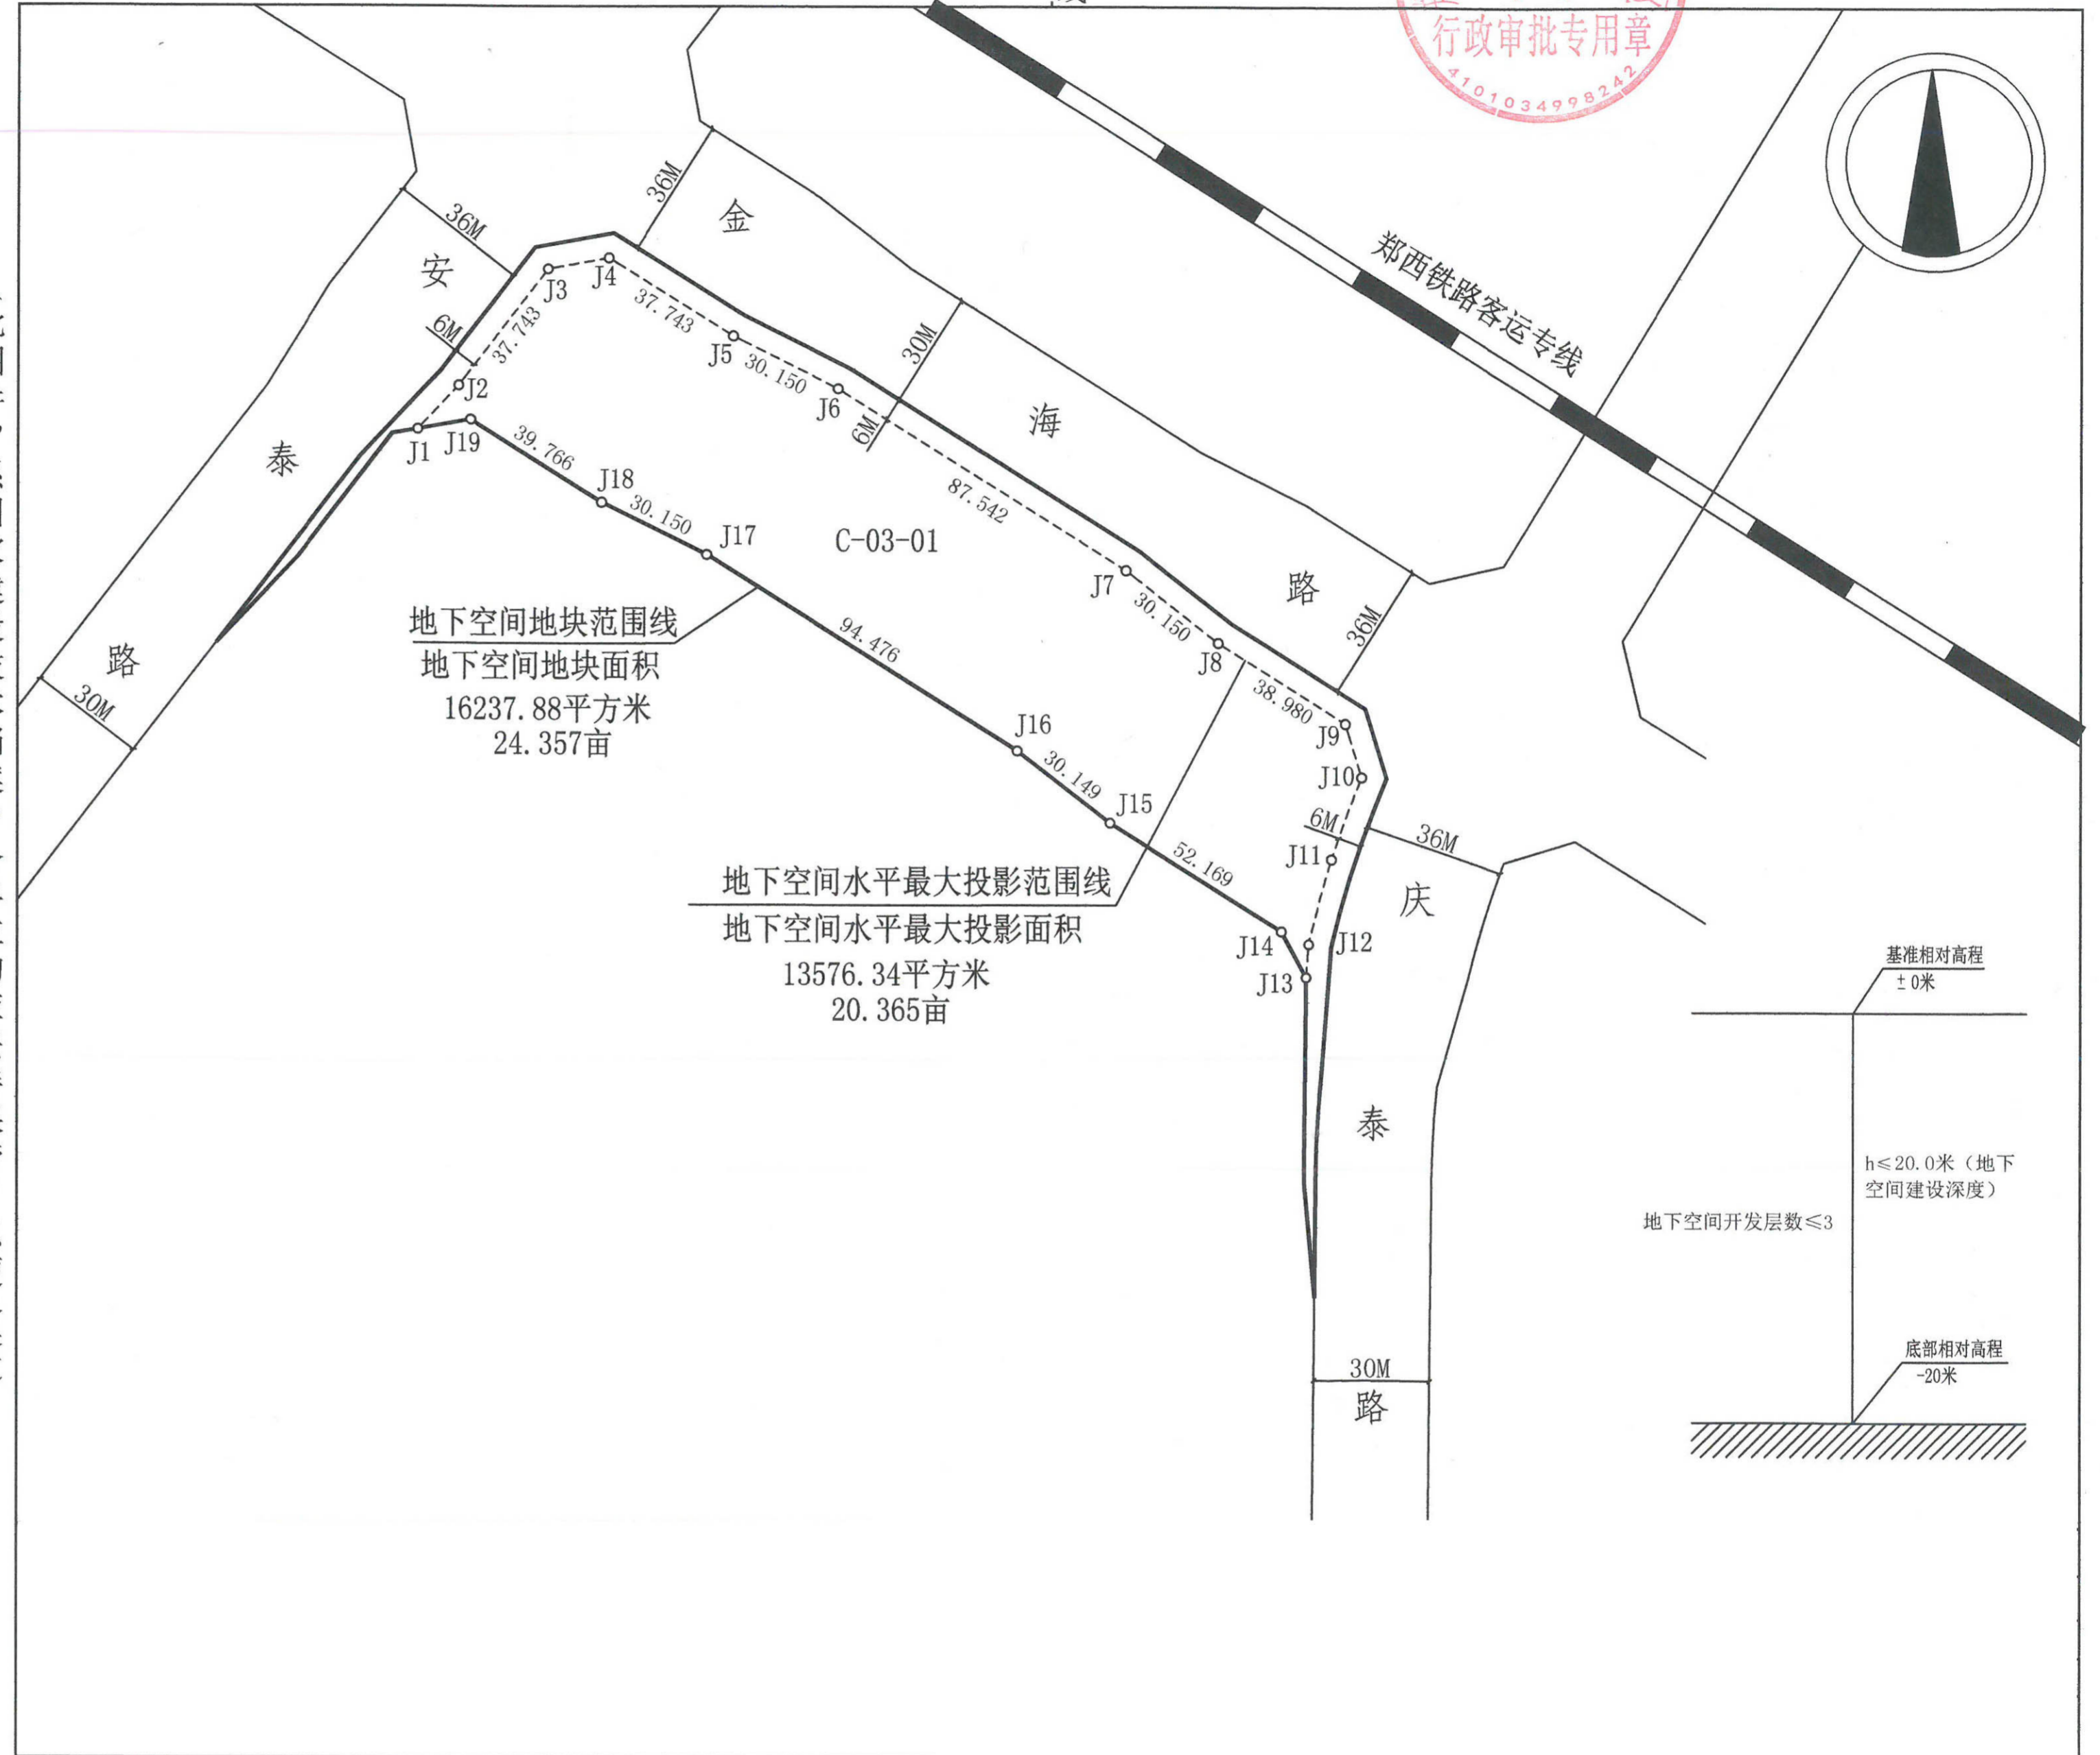 行政审批专用章
4101034998242
36M
金
36M
安
郑西铁路客运专线
J3
J4
37.743
6M
37.743
J5
30.150
30M
J2
J6
6M
海
J1
J19
39.766
泰
J18
30.150
87.542
J17
C-03-01
J7
30.150
路
36M
地下空间地块范围线
地下空间地块面积
16237.88平方米
24.357亩
94.476
J8
路
30M
38.980
J9
J16
30.149
J10
J15
6M
36M
52.169
J11
地下空间水平最大投影范围线
地下空间水平最大投影面积
13576.34平方米
20.365亩
庆
J14
J12
J13
基准相对高程
±0米
泰
h≤20.0米（地下
空间建设深度）
地下空间开发层数≤3
底部相对高程
-20米
30M
路